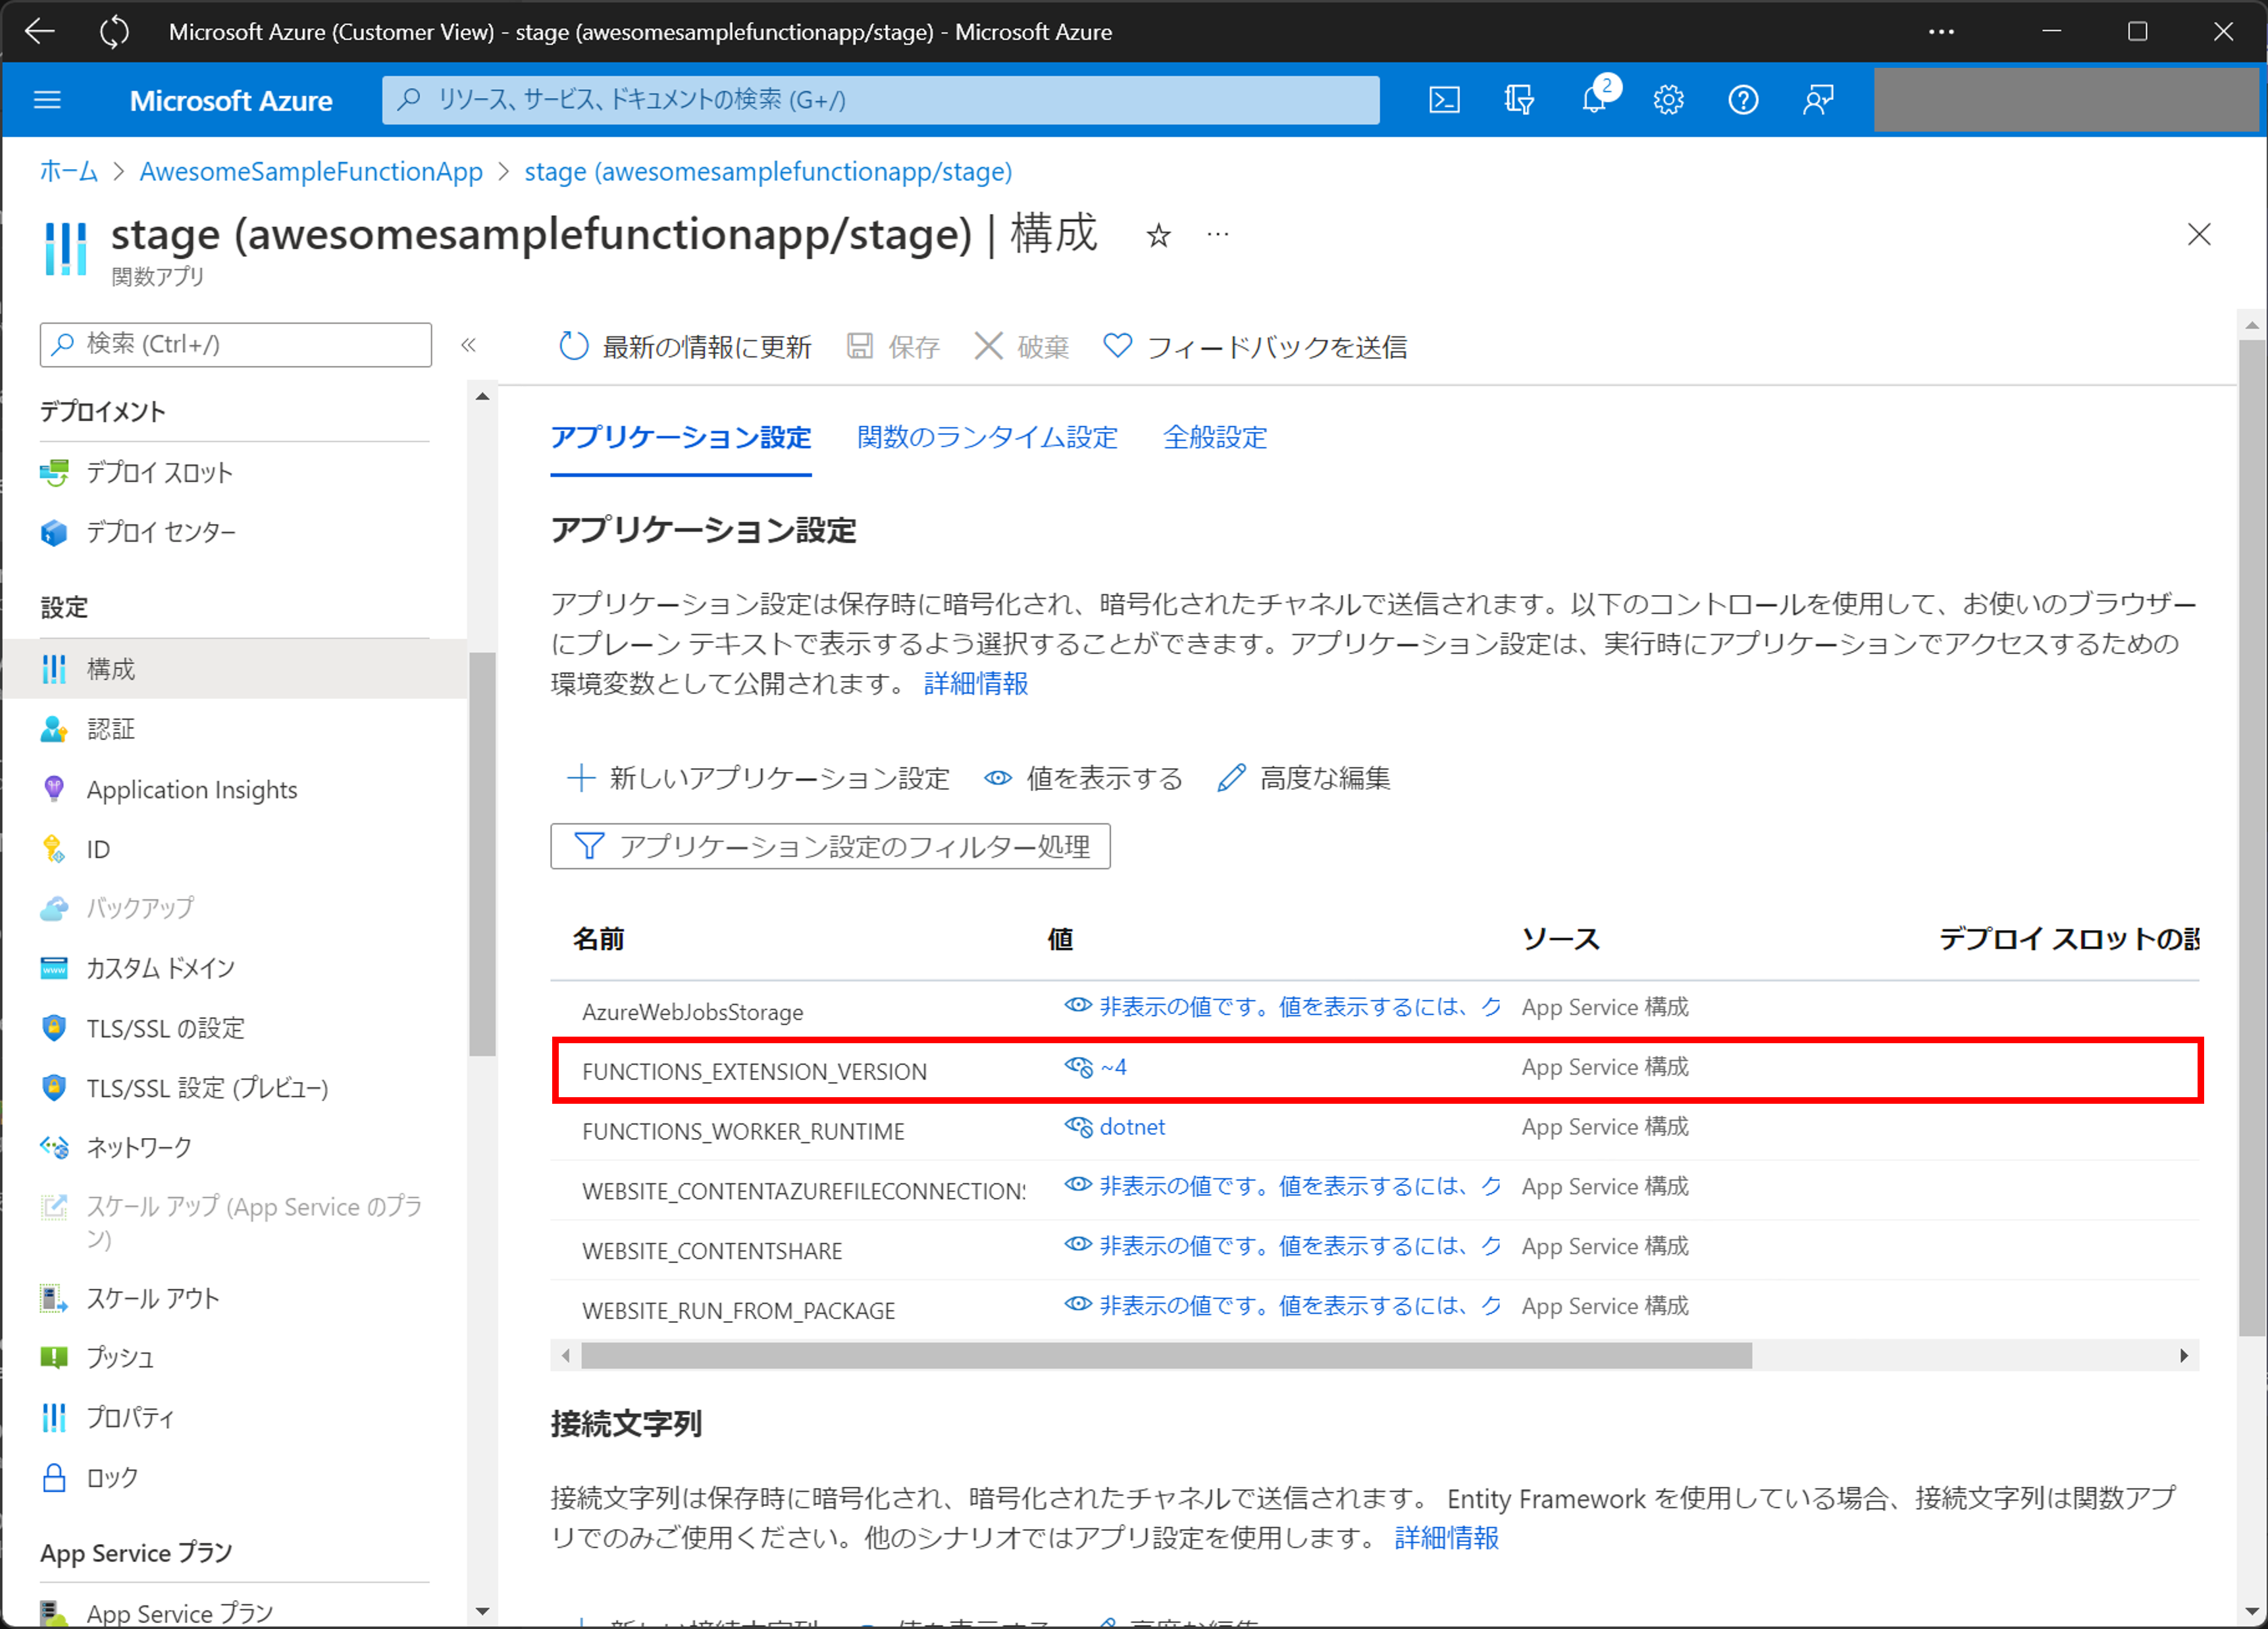 Microsoft Azure (Customer View) - stage (awesomesamplefunctionapp/stage) - Microsoft Azure
Microsoft Azure
リソース、サービス、ドキュメントの検索 (G+/)
2
ホーム > AwesomeSampleFunctionApp > stage (awesomesamplefunctionapp/stage)
stage (awesomesamplefunctionapp/stage) | 構成
関数アプリ
検索 (Ctrl+/)
デプロイメント
デプロイ スロット
デプロイ センター
設定
構成
認証
Application Insights
ID
バックアップ
カスタム ドメイン
TLS/SSL の設定
TLS/SSL 設定 (プレビュー)
ネットワーク
スケール アップ (App Service のプラ
ン)
スケール アウト
プッシュ
プロパティ
ロック
App Service プラン
App Service プラン
最新の情報に更新 保存 破棄 フィードバックを送信
アプリケーション設定 関数のランタイム設定 全般設定
アプリケーション設定
アプリケーション設定は保存時に暗号化され、暗号化されたチャネルで送信されます。以下のコントロールを使用して、お使いのブラウザー
にプレーン テキストで表示するよう選択することができます。アプリケーション設定は、実行時にアプリケーションでアクセスするための
環境変数として公開されます。 詳細情報
新しいアプリケーション設定 値を表示する 高度な編集
アプリケーション設定のフィルター処理
名前 値 ソース デプロイ スロットの設
AzureWebJobsStorage 非表示の値です。値を表示するには、ク App Service 構成
FUNCTIONS_EXTENSION_VERSION ~4 App Service 構成
FUNCTIONS_WORKER_RUNTIME dotnet App Service 構成
WEBSITE_CONTENTAZUREFILECONNECTIONS 非表示の値です。値を表示するには、ク App Service 構成
WEBSITE_CONTENTSHARE 非表示の値です。値を表示するには、ク App Service 構成
WEBSITE_RUN_FROM_PACKAGE 非表示の値です。値を表示するには、ク App Service 構成
接続文字列
接続文字列は保存時に暗号化され、暗号化されたチャネルで送信されます。 Entity Framework を使用している場合、接続文字列は関数アプ
リでのみご使用ください。他のシナリオではアプリ設定を使用します。 詳細情報
新しい接続文字列 値を表示する 高度な編集